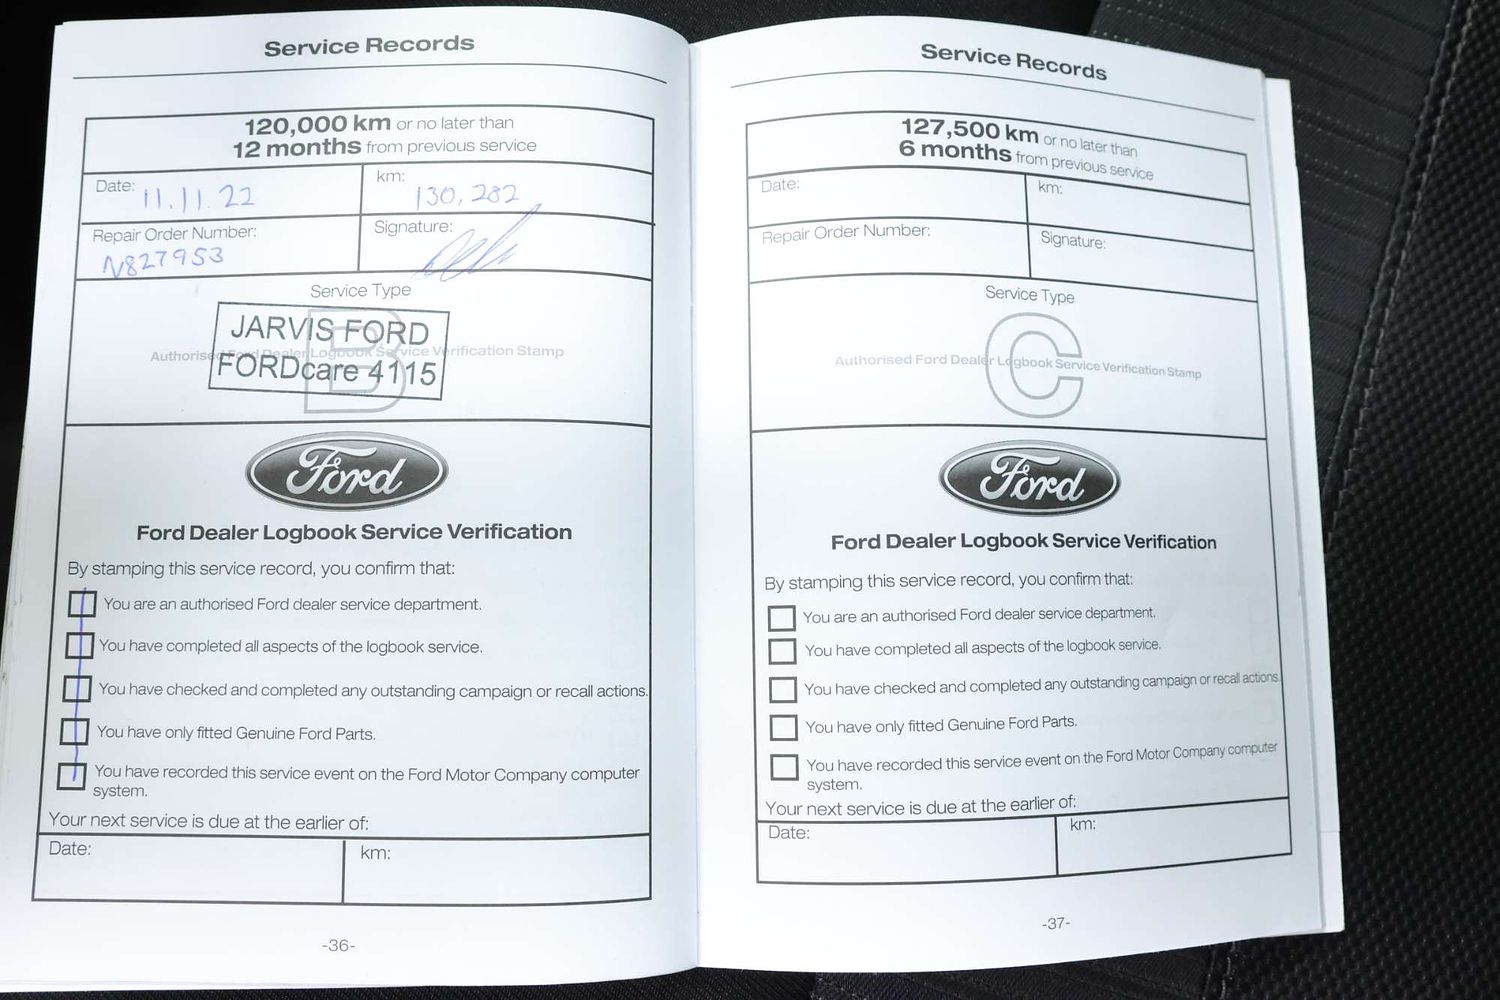 Service Records
120,000 km or no later than
12 months from previous service
Date: 11.11.22
km: 130,282
Repair Order Number:
N827953
Signature:
Service Type
B
Authorised Ford Dealer Logbook Service Verification Stamp
JARVIS FORD
FORDcare 4115
Ford
Ford Dealer Logbook Service Verification
By stamping this service record, you confirm that:
You are an authorised Ford dealer service department.
You have completed all aspects of the logbook service.
You have checked and completed any outstanding campaign or recall actions.
You have only fitted Genuine Ford Parts.
You have recorded this service event on the Ford Motor Company computer
system.
Your next service is due at the earlier of:
Date:
km:
-36-
Service Records
127,500 km or no later than
6 months from previous service
Date:
km:
Repair Order Number:
Signature:
Service Type
C
Authorised Ford Dealer Logbook Service Verification Stamp
Ford
Ford Dealer Logbook Service Verification
By stamping this service record, you confirm that:
You are an authorised Ford dealer service department.
You have completed all aspects of the logbook service.
You have checked and completed any outstanding campaign or recall actions.
You have only fitted Genuine Ford Parts.
You have recorded this service event on the Ford Motor Company computer
system.
Your next service is due at the earlier of:
Date:
km:
-37-